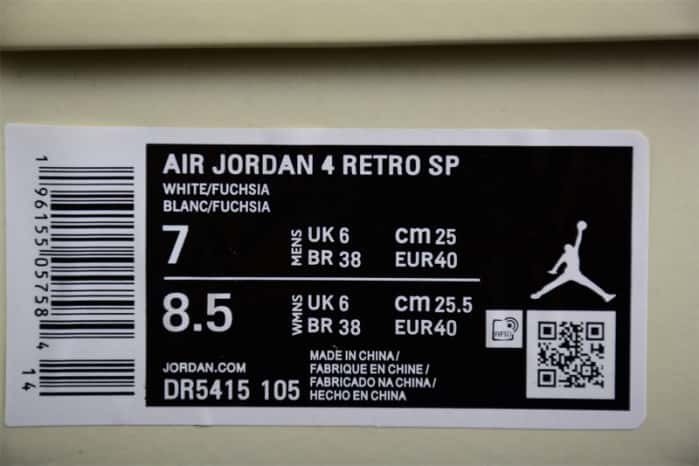 AIR JORDAN 4 RETRO SP
WHITE/FUCHSIA
BLANC/FUCHSIA
7 MENS UK 6 cm 25
BR 38 EUR40
8.5 WMNS UK 6 cm 25.5
BR 38 EUR40
JORDAN.COM
DR5415 105
MADE IN CHINA/
FABRIQUE EN CHINE/
FABRICADO NA CHINA/
HECHO EN CHINA
RFID
1 96155 05758 4 14